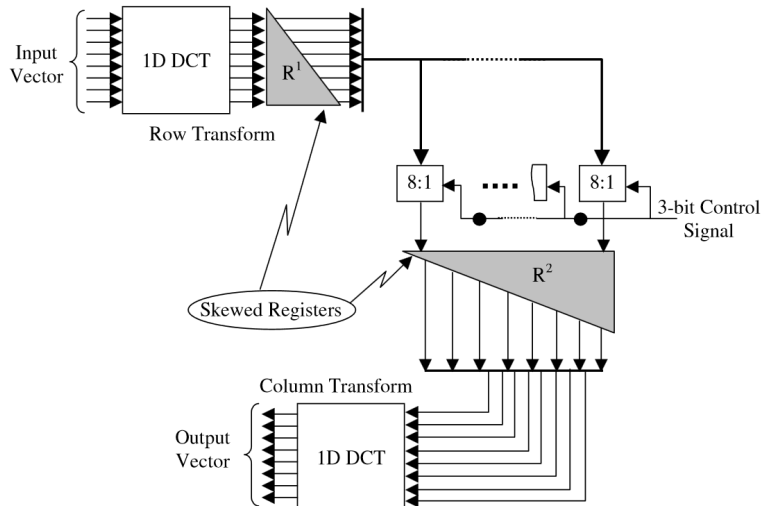 Input
Vector
1D DCT
R¹
Row Transform
8:1
8:1
3-bit Control
Signal
R²
Skewed Registers
Column Transform
Output
Vector
1D DCT